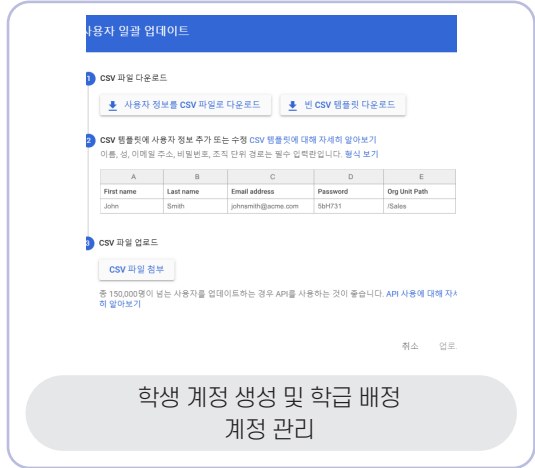 사용자 일괄 업데이트
1 CSV 파일 다운로드
사용자 정보를 CSV 파일로 다운로드 빈 CSV 템플릿 다운로드
2 CSV 템플릿에 사용자 정보 추가 또는 수정 CSV 템플릿에 대해 자세히 알아보기
이름, 성, 이메일 주소, 비밀번호, 조직 단위 경로는 필수 입력란입니다. 형식 보기
A B C D E
First name Last name Email address Password Org Unit Path
John Smith johnsmith@acme.com 5bH731 /Sales
3 CSV 파일 업로드
CSV 파일 첨부
총 150,000명이 넘는 사용자를 업데이트하는 경우 API를 사용하는 것이 좋습니다. API 사용에 대해 자세
히 알아보기
취소 업로
학생 계정 생성 및 학급 배정
계정 관리